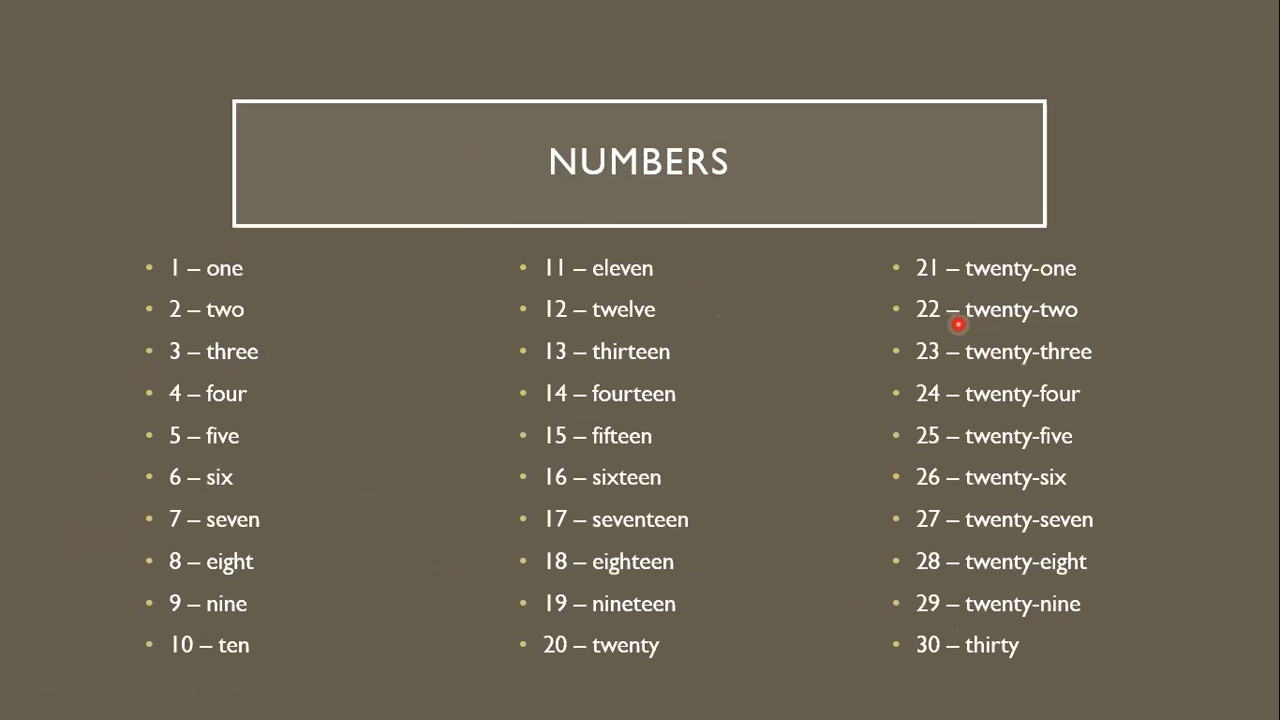 NUMBERS
• 1 – one
• 2 – two
• 3 – three
• 4 – four
• 5 – five
• 6 – six
• 7 – seven
• 8 – eight
• 9 – nine
• 10 – ten
• 11 – eleven
• 12 – twelve
• 13 – thirteen
• 14 – fourteen
• 15 – fifteen
• 16 – sixteen
• 17 – seventeen
• 18 – eighteen
• 19 – nineteen
• 20 – twenty
• 21 – twenty-one
• 22 – twenty-two
• 23 – twenty-three
• 24 – twenty-four
• 25 – twenty-five
• 26 – twenty-six
• 27 – twenty-seven
• 28 – twenty-eight
• 29 – twenty-nine
• 30 – thirty